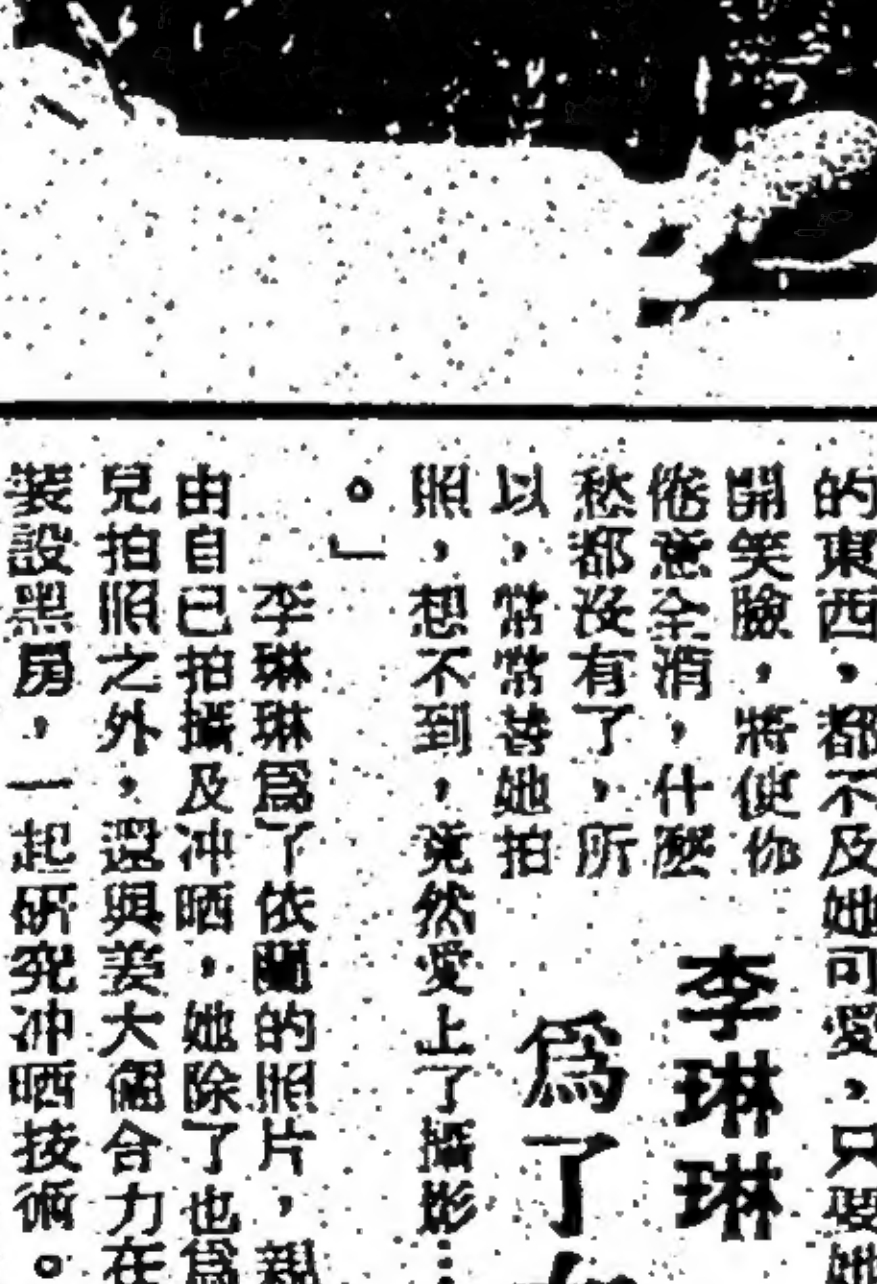 的東西，都不及她可愛，只要她
開笑臉，將使你
倦意全消，什麼
愁都沒有了，所
以，常常替她拍
照，想不到，竟然愛上了攝影…
。」
李琳琳
為了
李琳琳爲了依蘭的照片，親
由自已拍攝及冲晒，她除了也爲
兒拍照之外，還與姜大衞合力在
装設黑房，一起研究冲晒技術。